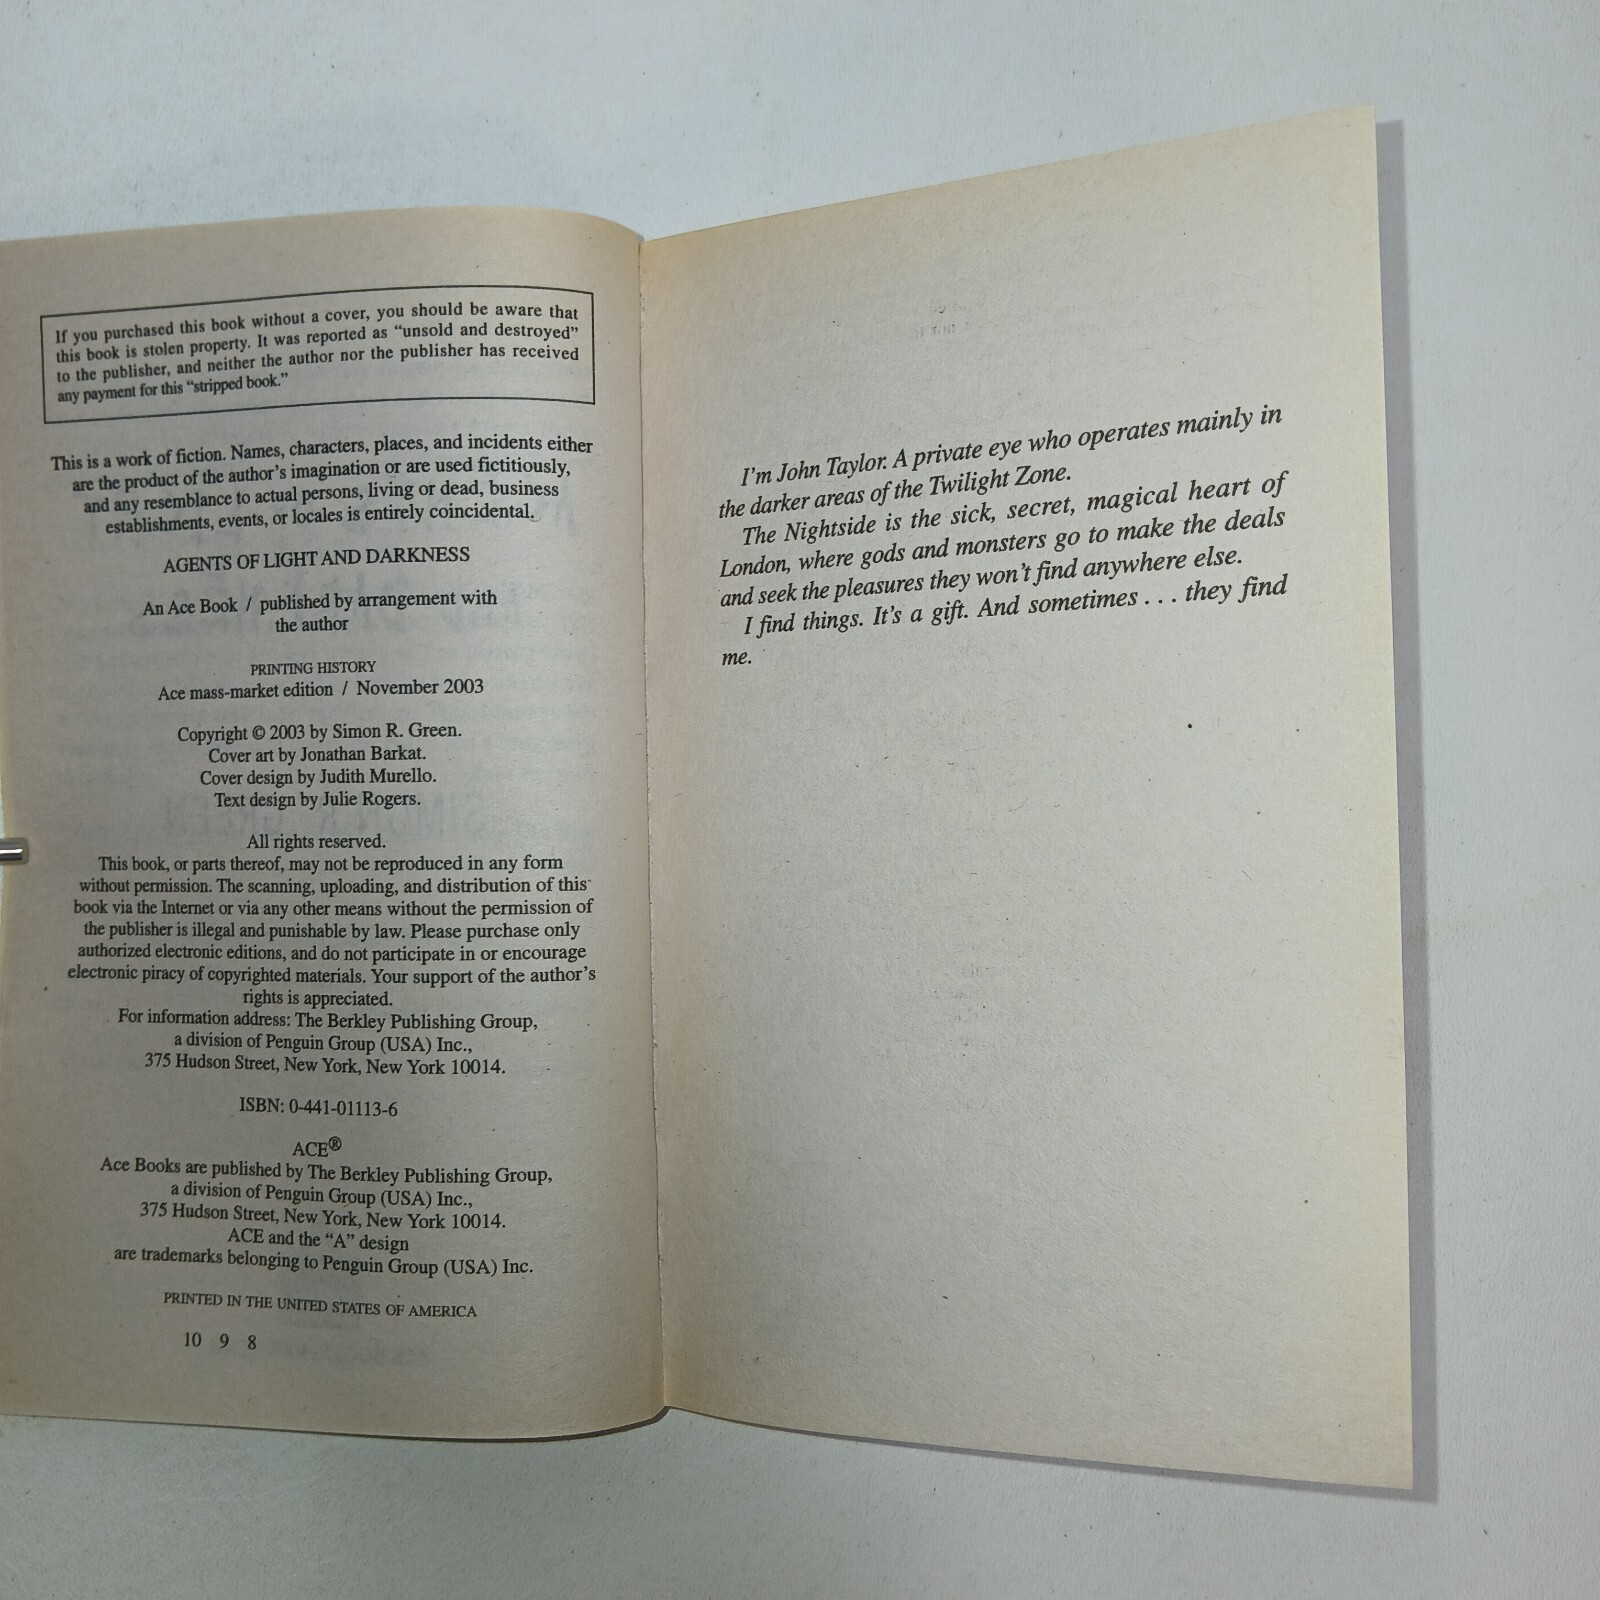 If you purchased this book without a cover, you should be aware that
this book is stolen property. It was reported as “unsold and destroyed”
to the publisher, and neither the author nor the publisher has received
any payment for this “stripped book.”
This is a work of fiction. Names, characters, places, and incidents either
are the product of the author’s imagination or are used fictitiously,
and any resemblance to actual persons, living or dead, business
establishments, events, or locales is entirely coincidental.
AGENTS OF LIGHT AND DARKNESS
An Ace Book / published by arrangement with
the author
PRINTING HISTORY
Ace mass-market edition / November 2003
Copyright © 2003 by Simon R. Green.
Cover art by Jonathan Barkat.
Cover design by Judith Murello.
Text design by Julie Rogers.
All rights reserved.
This book, or parts thereof, may not be reproduced in any form
without permission. The scanning, uploading, and distribution of this
book via the Internet or via any other means without the permission of
the publisher is illegal and punishable by law. Please purchase only
authorized electronic editions, and do not participate in or encourage
electronic piracy of copyrighted materials. Your support of the author’s
rights is appreciated.
For information address: The Berkley Publishing Group,
a division of Penguin Group (USA) Inc.,
375 Hudson Street, New York, New York 10014.
ISBN: 0-441-01113-6
ACE®
Ace Books are published by The Berkley Publishing Group,
a division of Penguin Group (USA) Inc.,
375 Hudson Street, New York, New York 10014.
ACE and the “A” design
are trademarks belonging to Penguin Group (USA) Inc.
PRINTED IN THE UNITED STATES OF AMERICA
10 9 8
I’m John Taylor. A private eye who operates mainly in
the darker areas of the Twilight Zone.
The Nightside is the sick, secret, magical heart of
London, where gods and monsters go to make the deals
and seek the pleasures they won’t find anywhere else.
I find things. It’s a gift. And sometimes . . . they find
me.